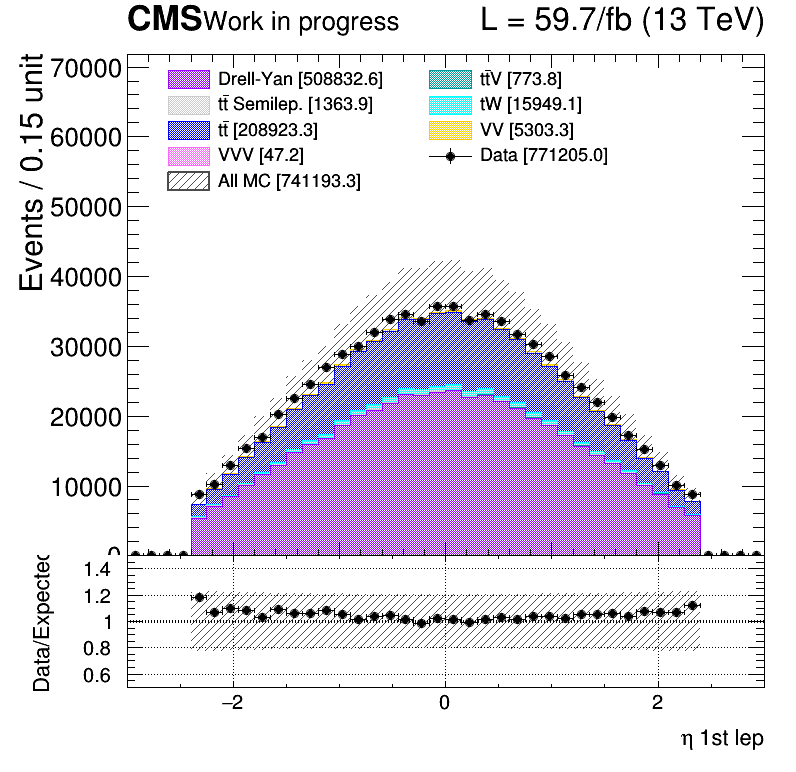 CMS Work in progress L = 59.7/fb (13 TeV)
Events / 0.15 unit
70000
60000
50000
40000
30000
20000
10000
0
Drell-Yan [508832.6]
tt̄ Semilep. [1363.9]
tt̄ [208923.3]
VVV [47.2]
All MC [741193.3]
tt̄V [773.8]
tW [15949.1]
VV [5303.3]
Data [771205.0]
Data/Expected
1.4
1.2
1
0.8
0.6
−2 0 2
η 1st lep